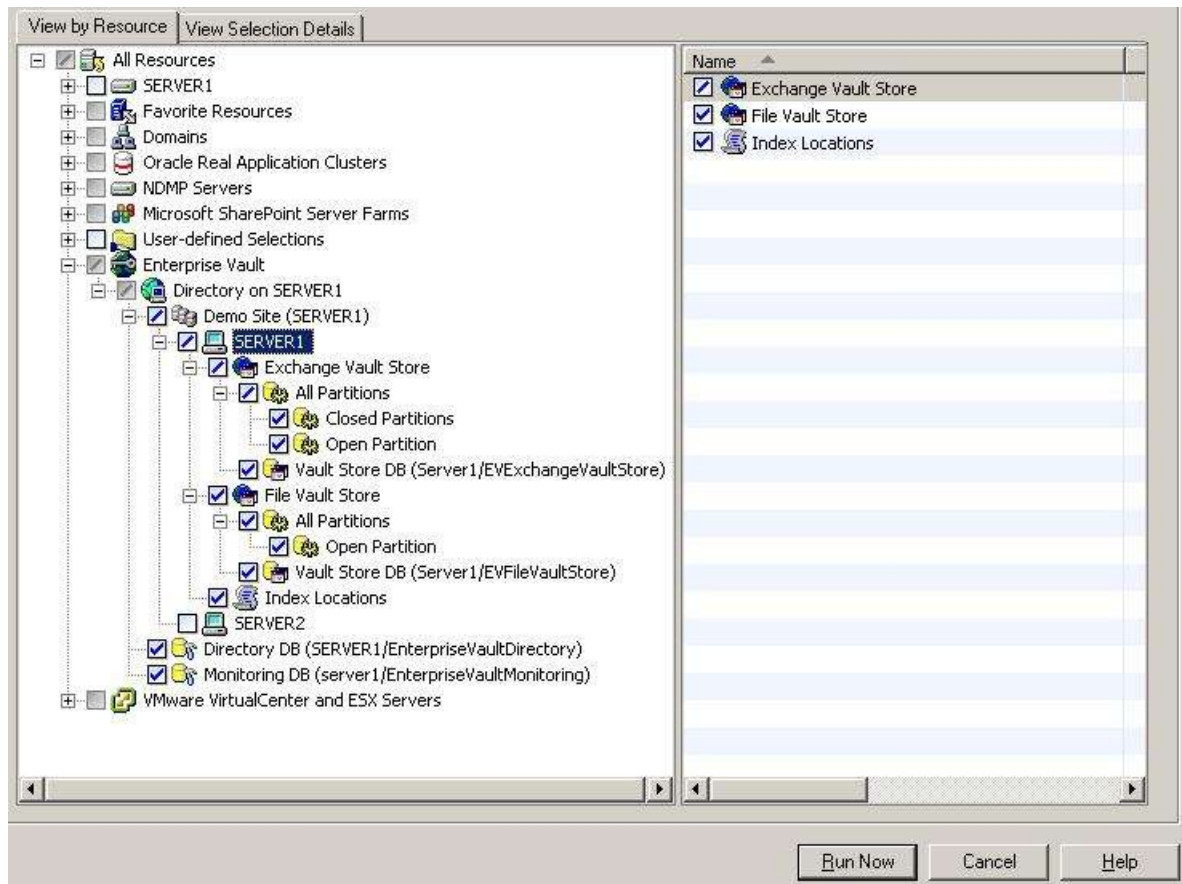 View by Resource
View Selection Details
All Resources
SERVER1
Favorite Resources
Domains
Oracle Real Application Clusters
NDMP Servers
Microsoft SharePoint Server Farms
User-defined Selections
Enterprise Vault
Directory on SERVER1
Demo Site (SERVER1)
SERVER1
Exchange Vault Store
All Partitions
Closed Partitions
Open Partition
Vault Store DB (Server1/EVExchangeVaultStore)
File Vault Store
All Partitions
Open Partition
Vault Store DB (Server1/EVFileVaultStore)
Index Locations
SERVER2
Directory DB (SERVER1/EnterpriseVaultDirectory)
Monitoring DB (server1/EnterpriseVaultMonitoring)
VMware VirtualCenter and ESX Servers
Name
Exchange Vault Store
File Vault Store
Index Locations
Run Now
Cancel
Help